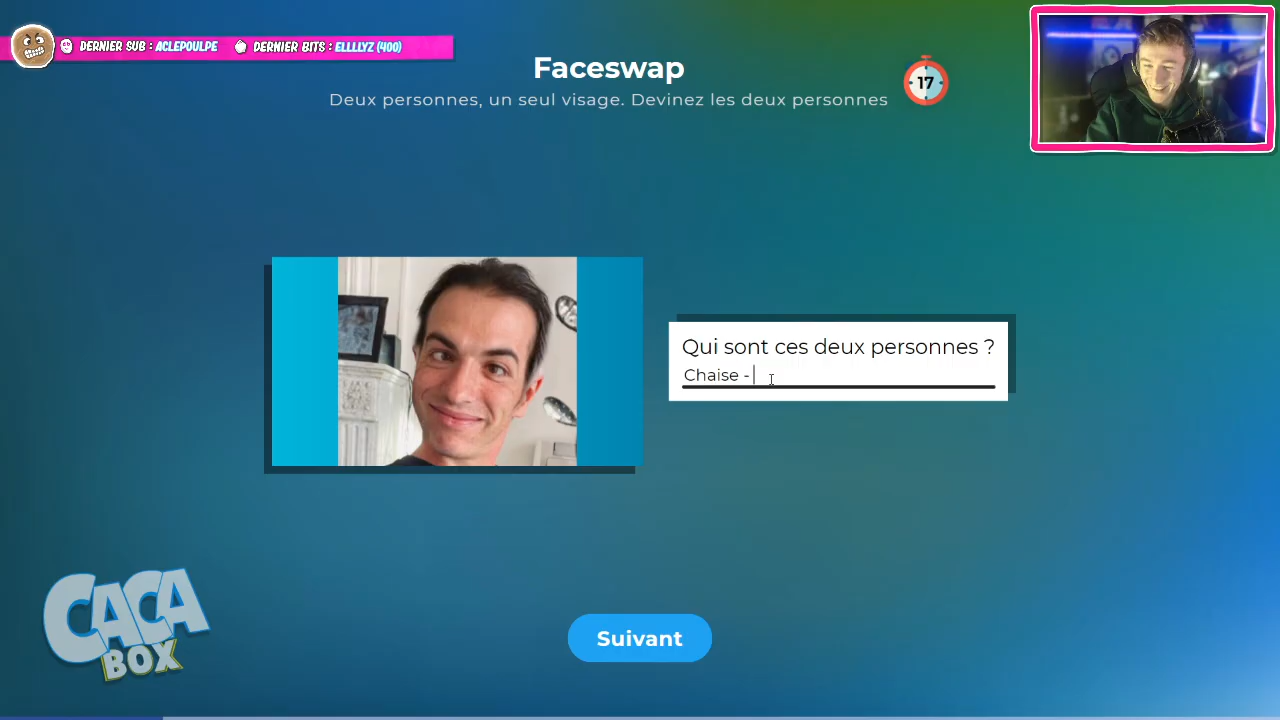 DERNIER SUB : ACLEPOULPE
DERNIER BITS : ELLLLYZ (400)
Faceswap
Deux personnes, un seul visage. Devinez les deux personnes
17
Qui sont ces deux personnes ?
Chaise -
CACA
BOX
Suivant